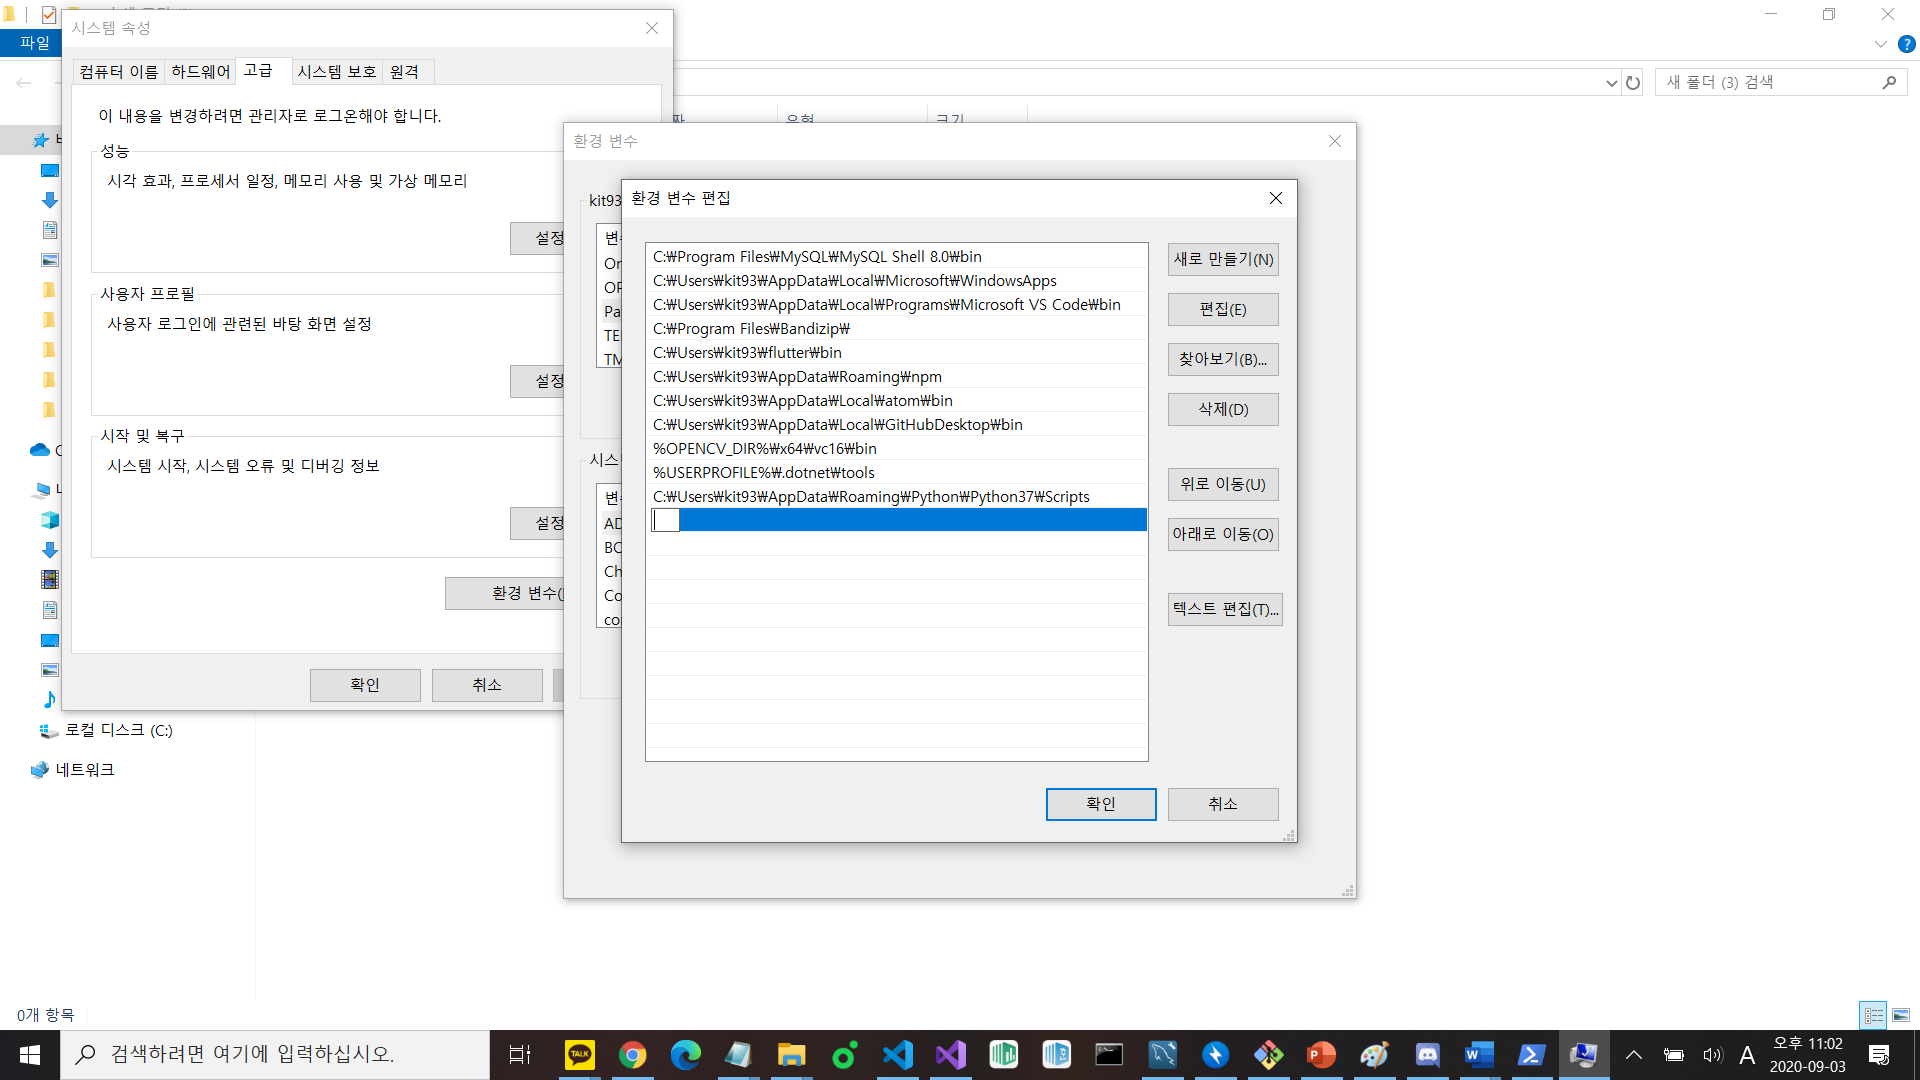 파일
시스템 속성
컴퓨터 이름
하드웨어
고급
시스템 보호
원격
이 내용을 변경하려면 관리자로 로그온해야 합니다.
성능
시각 효과, 프로세서 일정, 메모리 사용 및 가상 메모리
설정
사용자 프로필
사용자 로그인에 관련된 바탕 화면 설정
설정
시작 및 복구
시스템 시작, 시스템 오류 및 디버깅 정보
설정
환경 변수(
확인
취소
새 폴더 (3) 검색
유형
크기
환경 변수
kit93
Pa
TE
TM
시스
AD
BC
Ch
Co
co
환경 변수 편집
C:₩Program Files₩MySQL₩MySQL Shell 8.0₩bin
C:₩Users₩kit93₩AppData₩Local₩Microsoft₩WindowsApps
C:₩Users₩kit93₩AppData₩Local₩Programs₩Microsoft VS Code₩bin
C:₩Program Files₩Bandizip₩
C:₩Users₩kit93₩flutter₩bin
C:₩Users₩kit93₩AppData₩Roaming₩npm
C:₩Users₩kit93₩AppData₩Local₩atom₩bin
C:₩Users₩kit93₩AppData₩Local₩GitHubDesktop₩bin
%OPENCV_DIR%₩x64₩vc16₩bin
%USERPROFILE%₩.dotnet₩tools
C:₩Users₩kit93₩AppData₩Roaming₩Python₩Python37₩Scripts
새로 만들기(N)
편집(E)
찾아보기(B)...
삭제(D)
위로 이동(U)
아래로 이동(O)
텍스트 편집(T)...
확인
취소
로컬 디스크 (C:)
네트워크
0개 항목
검색하려면 여기에 입력하십시오.
TALK
A
오후 11:02
2020-09-03